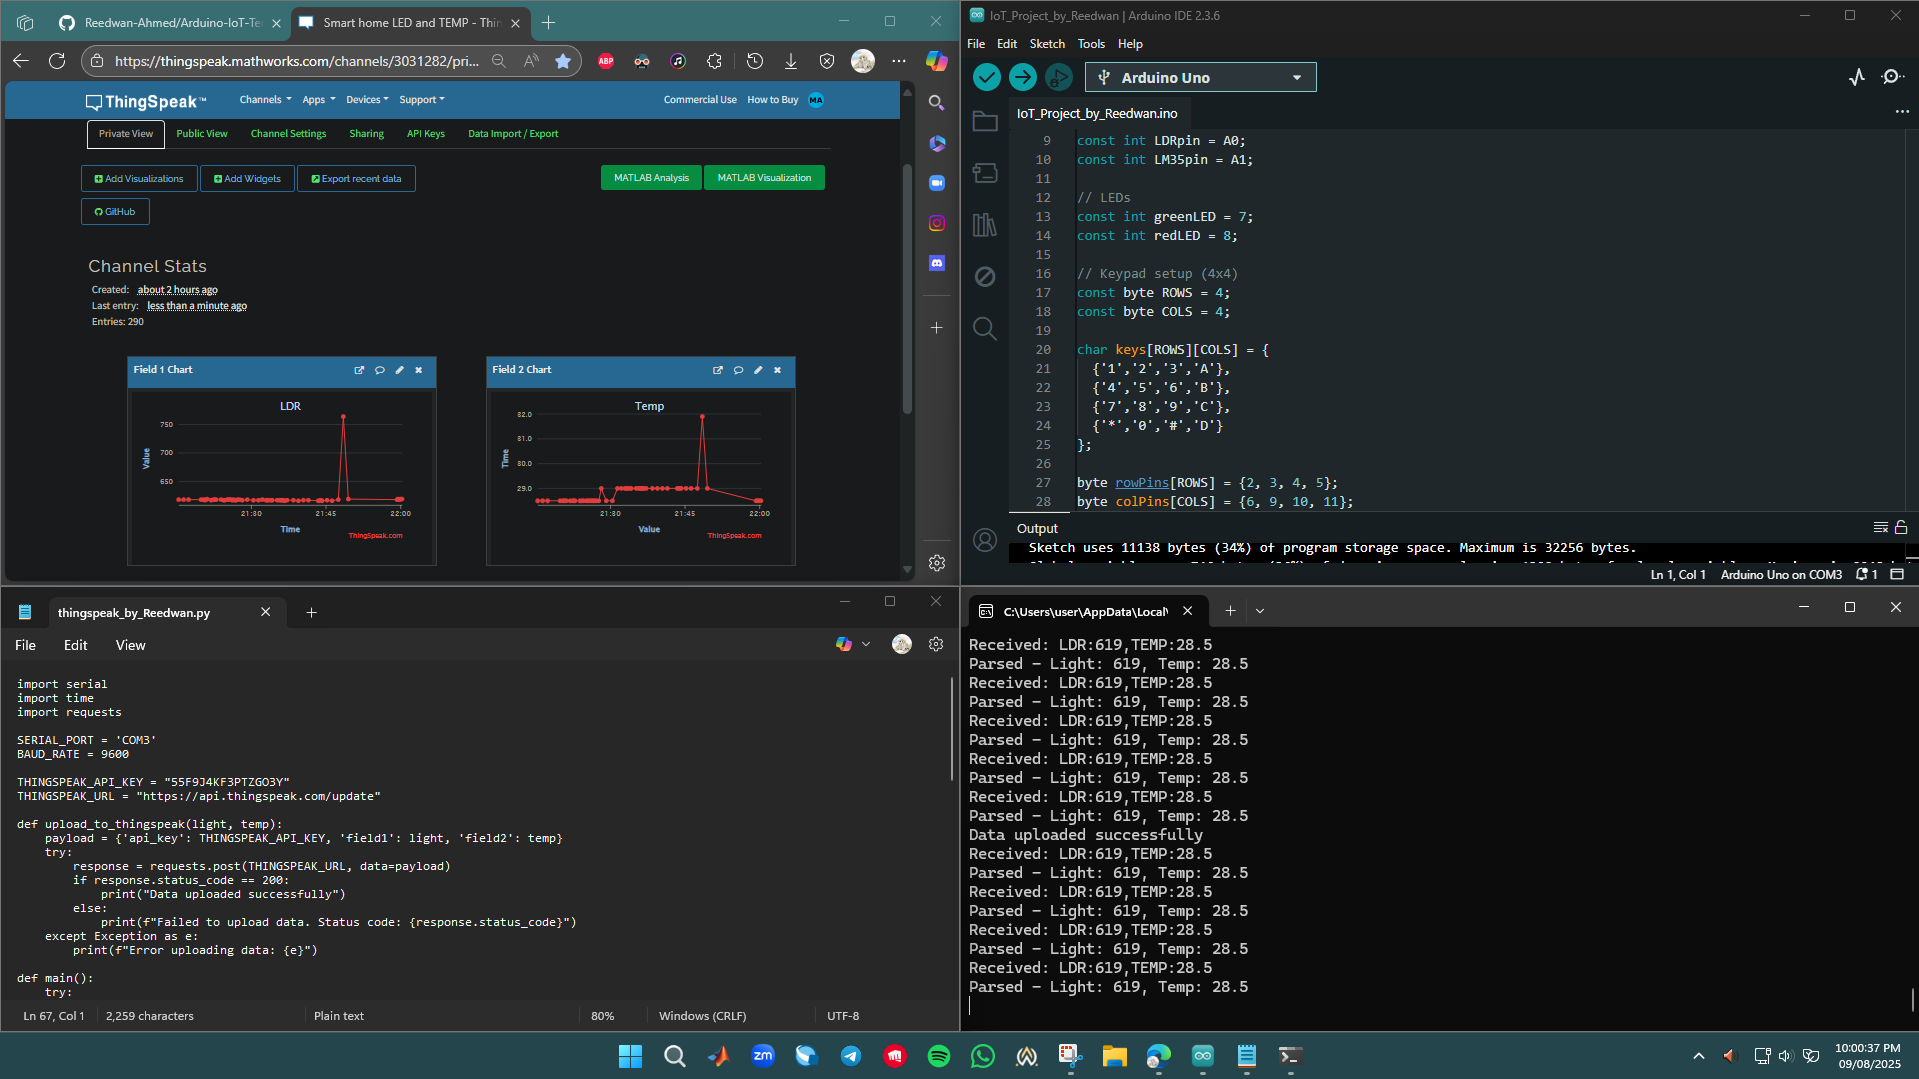 Reedwan-Ahmed/Arduino-IoT-Te
Smart home LED and TEMP - Thin
https://thingspeak.mathworks.com/channels/3031282/pri...
ABP
ThingSpeak™
Channels
Apps
Devices
Support
Commercial Use
How to Buy
MA
Private View
Public View
Channel Settings
Sharing
API Keys
Data Import / Export
Add Visualizations
Add Widgets
Export recent data
MATLAB Analysis
MATLAB Visualization
GitHub
Channel Stats
Created: about 2 hours ago
Last entry: less than a minute ago
Entries: 290
Field 1 Chart
LDR
Value
750
700
650
21:30
21:45
22:00
Time
ThingSpeak.com
Field 2 Chart
Temp
Time
82.0
81.0
80.0
29.0
21:30
21:45
22:00
Value
ThingSpeak.com
IoT_Project_by_Reedwan | Arduino IDE 2.3.6
File Edit Sketch Tools Help
Arduino Uno
IoT_Project_by_Reedwan.ino
9 const int LDRpin = A0;
10 const int LM35pin = A1;
11
12 // LEDs
13 const int greenLED = 7;
14 const int redLED = 8;
15
16 // Keypad setup (4x4)
17 const byte ROWS = 4;
18 const byte COLS = 4;
19
20 char keys[ROWS][COLS] = {
21 {'1','2','3','A'},
22 {'4','5','6','B'},
23 {'7','8','9','C'},
24 {'*','0','#','D'}
25 };
26
27 byte rowPins[ROWS] = {2, 3, 4, 5};
28 byte colPins[COLS] = {6, 9, 10, 11};
Output
Sketch uses 11138 bytes (34%) of program storage space. Maximum is 32256 bytes.
Ln 1, Col 1 Arduino Uno on COM3 1
thingspeak_by_Reedwan.py
File Edit View
import serial
import time
import requests
SERIAL_PORT = 'COM3'
BAUD_RATE = 9600
THINGSPEAK_API_KEY = "55F9J4KF3PTZGO3Y"
THINGSPEAK_URL = "https://api.thingspeak.com/update"
def upload_to_thingspeak(light, temp):
payload = {'api_key': THINGSPEAK_API_KEY, 'field1': light, 'field2': temp}
try:
response = requests.post(THINGSPEAK_URL, data=payload)
if response.status_code == 200:
print("Data uploaded successfully")
else:
print(f"Failed to upload data. Status code: {response.status_code}")
except Exception as e:
print(f"Error uploading data: {e}")
def main():
try:
Ln 67, Col 1 2,259 characters Plain text 80% Windows (CRLF) UTF-8
C:\Users\user\AppData\Local\
Received: LDR:619,TEMP:28.5
Parsed - Light: 619, Temp: 28.5
Received: LDR:619,TEMP:28.5
Parsed - Light: 619, Temp: 28.5
Received: LDR:619,TEMP:28.5
Parsed - Light: 619, Temp: 28.5
Received: LDR:619,TEMP:28.5
Parsed - Light: 619, Temp: 28.5
Received: LDR:619,TEMP:28.5
Parsed - Light: 619, Temp: 28.5
Data uploaded successfully
Received: LDR:619,TEMP:28.5
Parsed - Light: 619, Temp: 28.5
Received: LDR:619,TEMP:28.5
Parsed - Light: 619, Temp: 28.5
Received: LDR:619,TEMP:28.5
Parsed - Light: 619, Temp: 28.5
Received: LDR:619,TEMP:28.5
Parsed - Light: 619, Temp: 28.5
zm
10:00:37 PM
09/08/2025